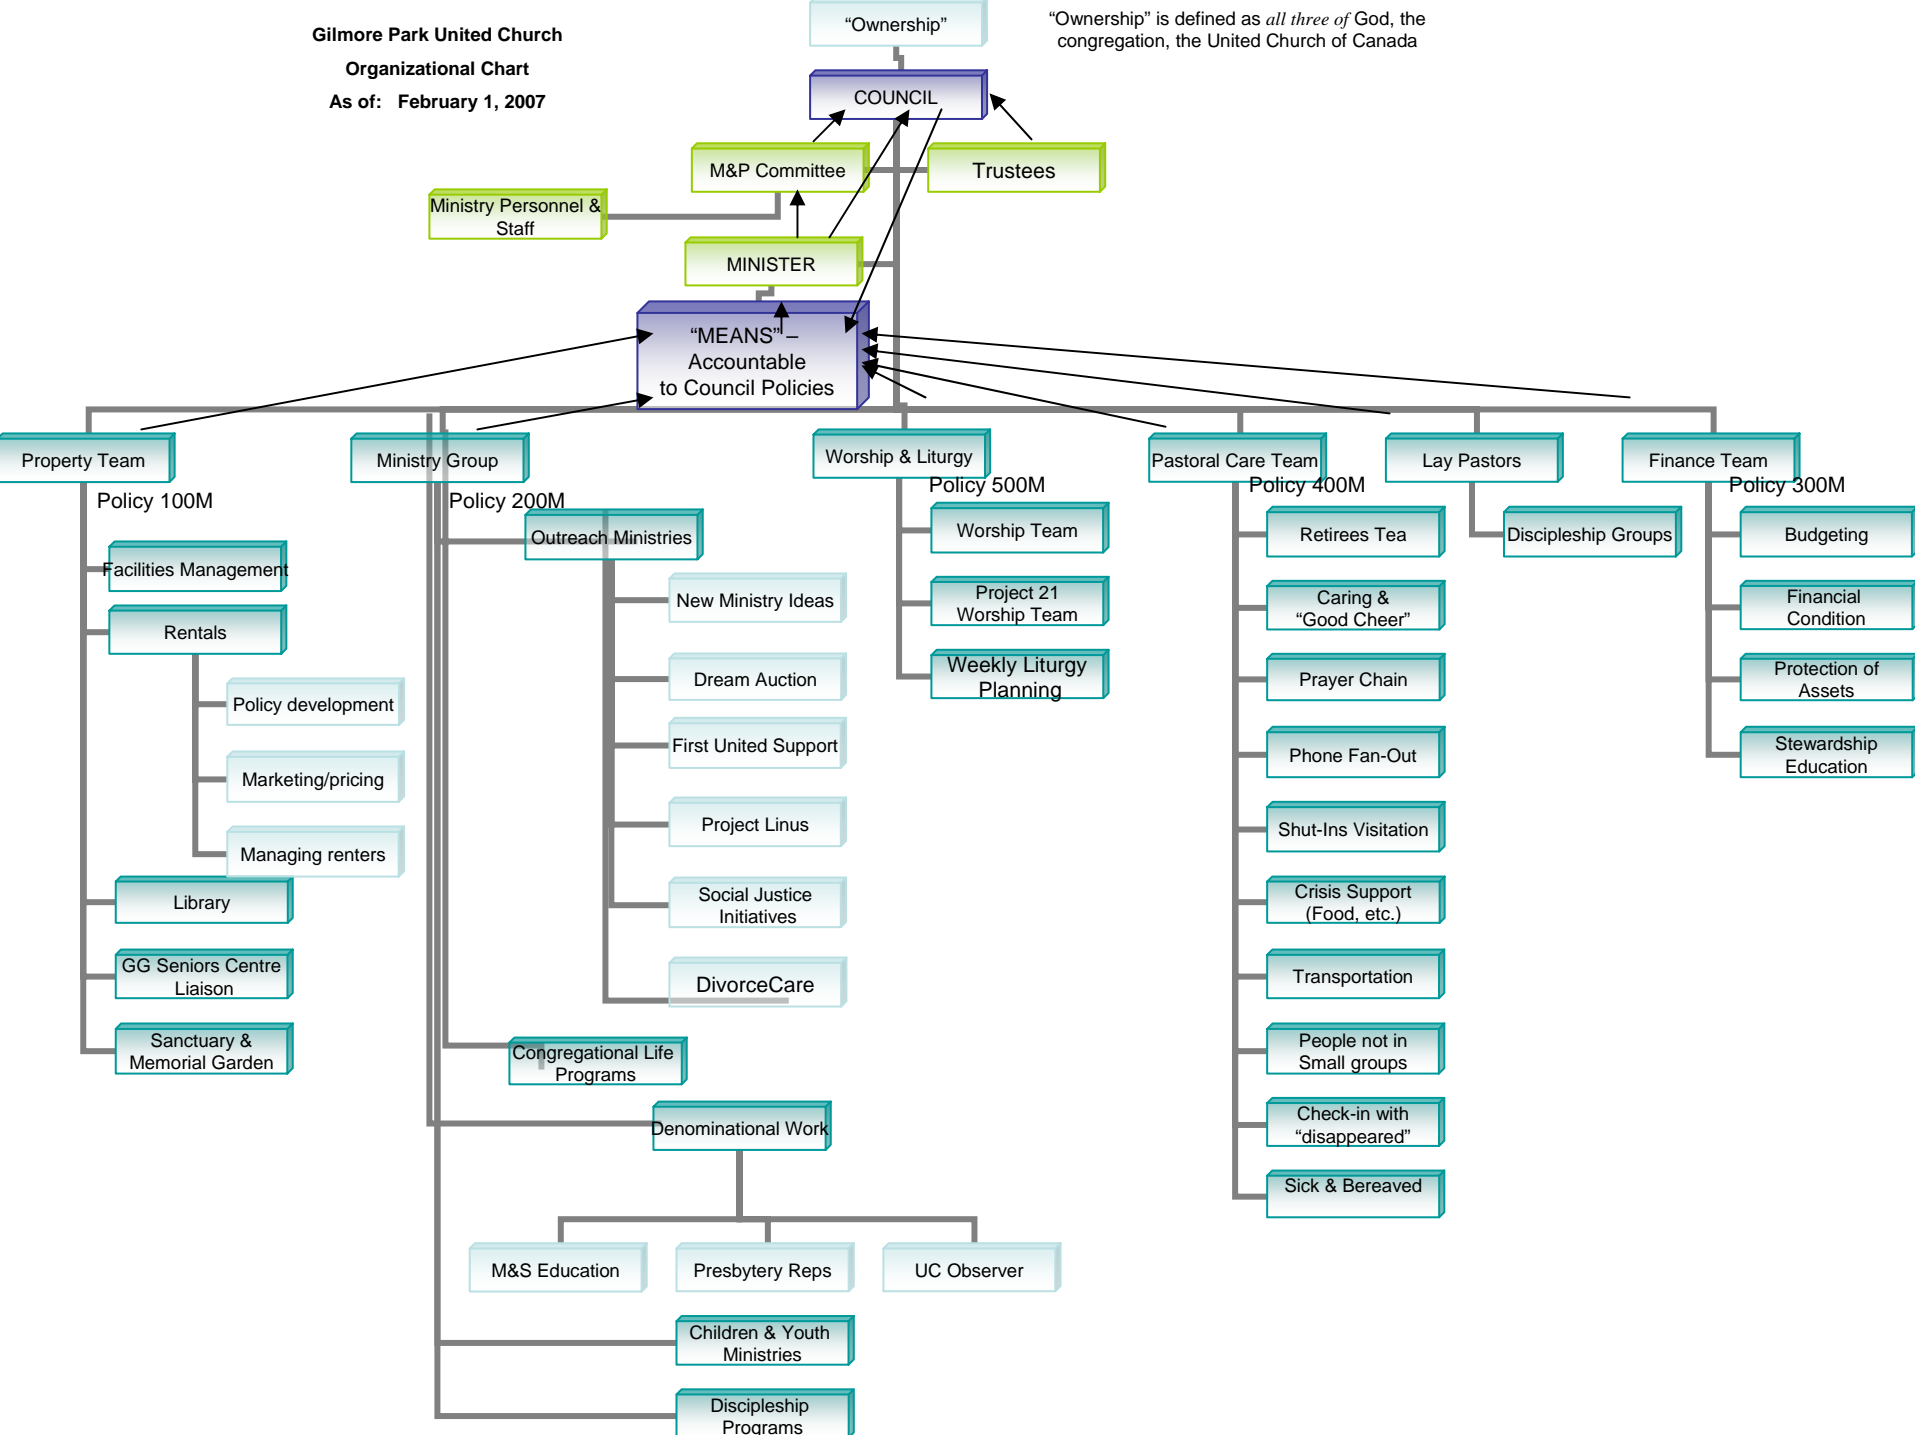 “Ownership”
“Ownership” is defined as all three of God, the
congregation, the United Church of Canada
Gilmore Park United Church
Organizational Chart
As of: February 1, 2007
COUNCIL
M&P Committee
Trustees
Ministry Personnel &
Staff
MINISTER
“MEANS” –
Accountable
to Council Policies
Property Team
Ministry Group
Worship & Liturgy
Pastoral Care Team
Lay Pastors
Finance Team
Policy 100M
Policy 200M
Policy 500M
Policy 400M
Policy 300M
Facilities Management
Rentals
Policy development
Marketing/pricing
Managing renters
Library
GG Seniors Centre
Liaison
Sanctuary &
Memorial Garden
Outreach Ministries
New Ministry Ideas
Dream Auction
First United Support
Project Linus
Social Justice
Initiatives
DivorceCare
Congregational Life
Programs
Denominational Work
M&S Education
Presbytery Reps
UC Observer
Children & Youth
Ministries
Discipleship
Programs
Worship Team
Project 21
Worship Team
Weekly Liturgy
Planning
Retirees Tea
Caring &
“Good Cheer”
Prayer Chain
Phone Fan-Out
Shut-Ins Visitation
Crisis Support
(Food, etc.)
Transportation
People not in
Small groups
Check-in with
“disappeared”
Sick & Bereaved
Discipleship Groups
Budgeting
Financial
Condition
Protection of
Assets
Stewardship
Education